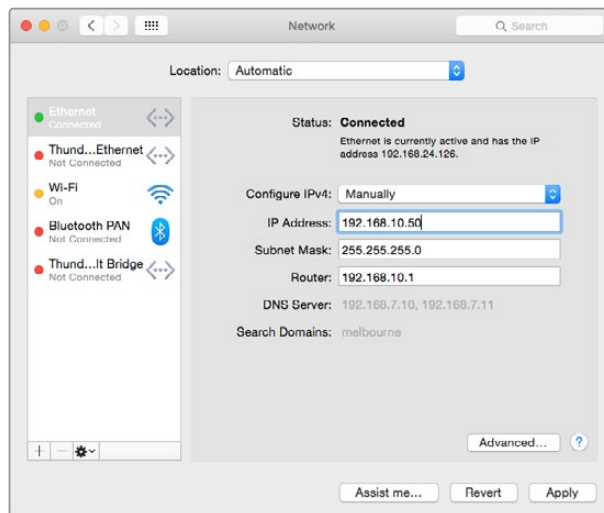 Network
Search
Location: Automatic
Ethernet
Connected
Thund...Ethernet
Not Connected
Wi-Fi
On
Bluetooth PAN
Not Connected
Thund...lt Bridge
Not Connected
Status: Connected
Ethernet is currently active and has the IP
address 192.168.24.126.
Configure IPv4: Manually
IP Address: 192.168.10.50
Subnet Mask: 255.255.255.0
Router: 192.168.10.1
DNS Server: 192.168.7.10, 192.168.7.11
Search Domains: melbourne
Advanced... ?
Assist me... Revert Apply